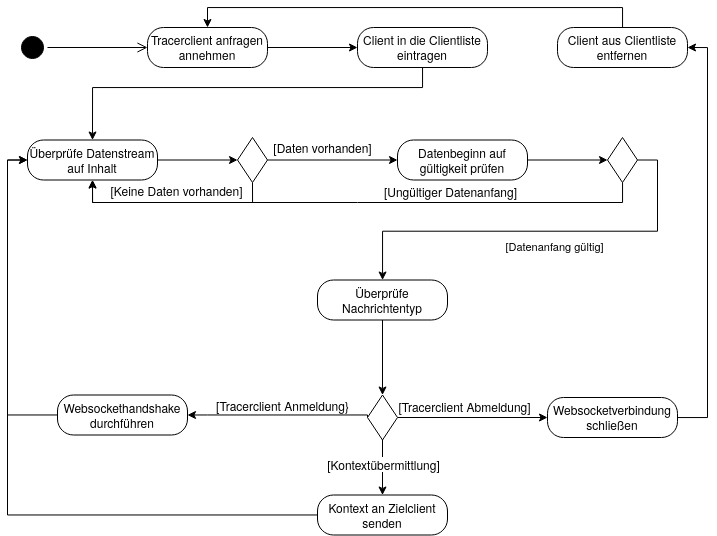 Tracerclient anfragen
annehmen
Client in die Clientliste
eintragen
Client aus Clientliste
entfernen
Überprüfe Datenstream
auf Inhalt
[Daten vorhanden]
Datenbeginn auf
gültigkeit prüfen
[Keine Daten vorhanden]
[Ungültiger Datenanfang]
[Datenanfang gültig]
Überprüfe
Nachrichtentyp
Websockethandshake
durchführen
[Tracerclient Anmeldung}
[Tracerclient Abmeldung]
Websocketverbindung
schließen
[Kontextübermittlung]
Kontext an Zielclient
senden